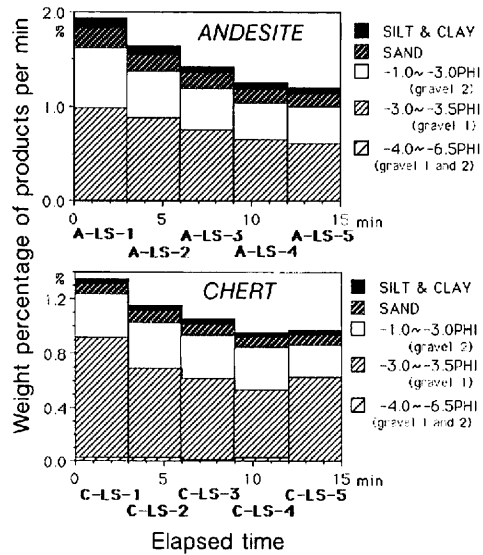 2.0
%
1.0
0.0
ANDESITE
SILT & CLAY
SAND
-1.0~-3.0PHI
(gravel 2)
-3.0~-3.5PHI
(gravel 1)
-4.0~-6.5PHI
(gravel 1 and 2)
0 5 10 15 min
A-LS-1 A-LS-3 A-LS-5
A-LS-2 A-LS-4
%
1.2
0.8
0.4
0.0
CHERT
SILT & CLAY
SAND
-1.0~-3.0PHI
(gravel 2)
-3.0~-3.5PHI
(gravel 1)
-4.0~-6.5PHI
(gravel 1 and 2)
0 5 10 15 min
C-LS-1 C-LS-3 C-LS-5
C-LS-2 C-LS-4
Weight percentage of products per min
Elapsed time